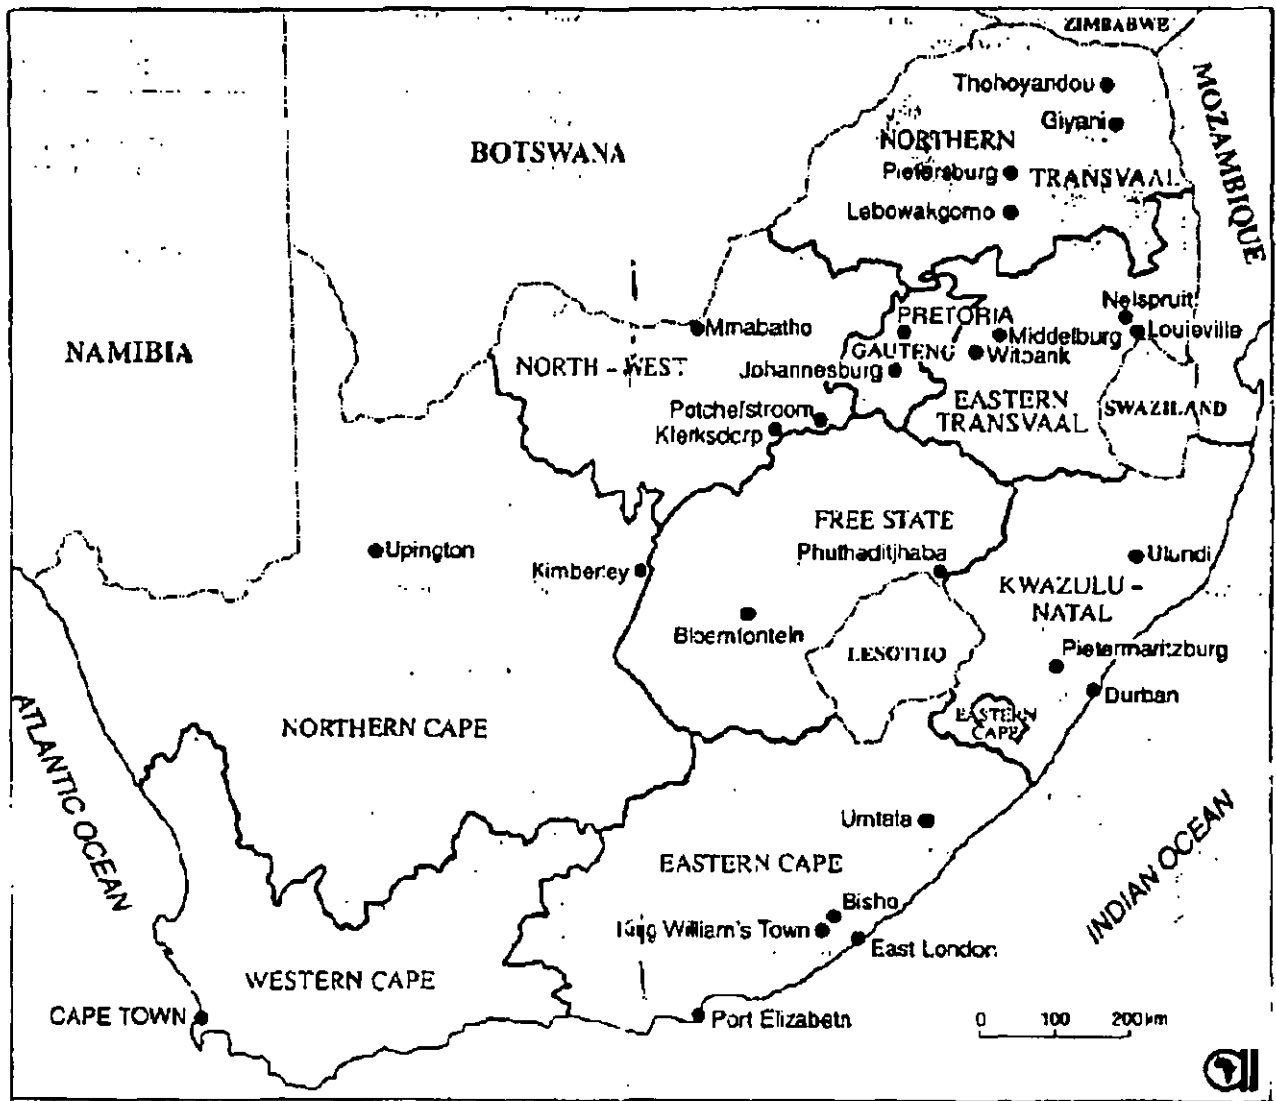 ZIMBABWE
MOZAMBIQUE
Thohoyandou
Giyani
BOTSWANA
NORTHERN
TRANSVAAL
Pietersburg
Lebowakgomo
Nelspruit
NAMIBIA
Mmabatho
PRETORIA
Middelburg
Louieville
NORTH - WEST
GAUTENG
Witbank
Johannesburg
EASTERN
TRANSVAAL
SWAZILAND
Potchefstroom
Klerksdorp
FREE STATE
Upington
Kimberley
Phuthaditjhaba
Ulundi
KWAZULU -
NATAL
Bloemfontein
LESOTHO
Pietermaritzburg
Durban
ATLANTIC OCEAN
NORTHERN CAPE
EASTERN
CAPE
Umtata
INDIAN OCEAN
EASTERN CAPE
Bisho
King William's Town
East London
WESTERN CAPE
CAPE TOWN
Port Elizabeth
0 100 200 km